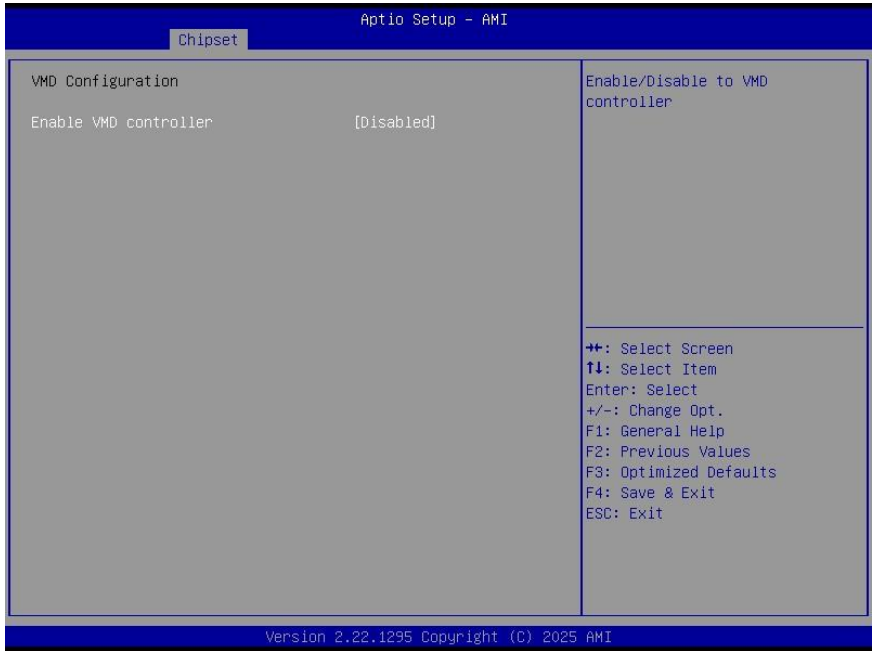 Aptio Setup – AMI
Chipset
VMD Configuration
Enable VMD controller [Disabled]
Enable/Disable to VMD
controller
→←: Select Screen
↑↓: Select Item
Enter: Select
+/-: Change Opt.
F1: General Help
F2: Previous Values
F3: Optimized Defaults
F4: Save & Exit
ESC: Exit
Version 2.22.1295 Copyright (C) 2025 AMI